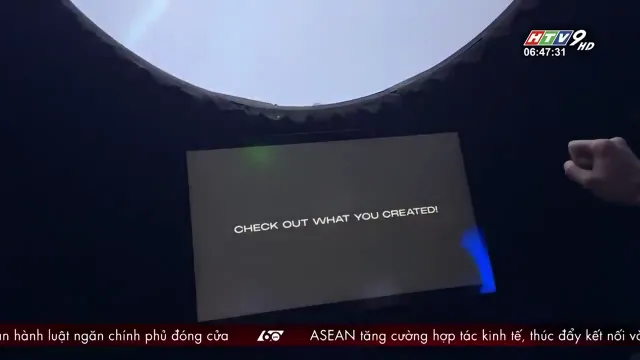 HTV9 HD
06:47:31
CHECK OUT WHAT YOU CREATED!
hành luật ngăn chính phủ đóng cửa
60 ASEAN tăng cường hợp tác kinh tế, thúc đẩy kết nối và